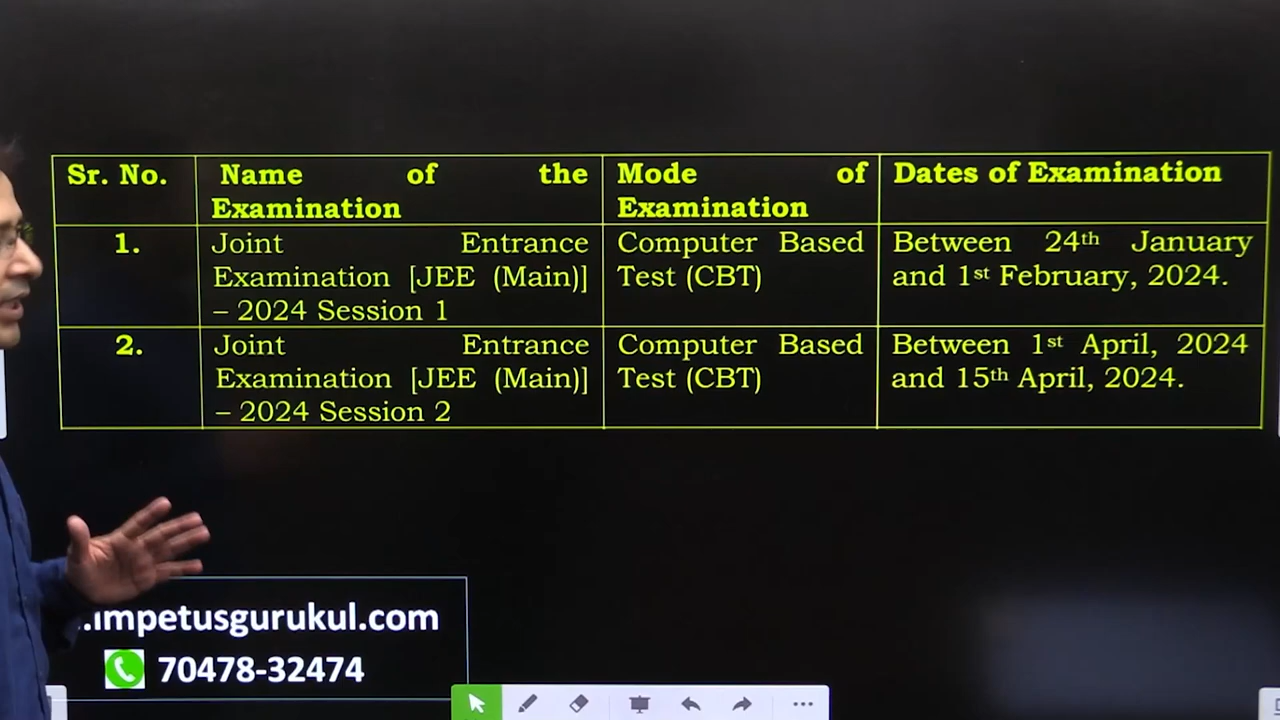 Sr. No.
Name of the
Examination
Mode of
Examination
Dates of Examination
1.
Joint Entrance
Examination [JEE (Main)]
– 2024 Session 1
Computer Based
Test (CBT)
Between 24th January
and 1st February, 2024.
2.
Joint Entrance
Examination [JEE (Main)]
– 2024 Session 2
Computer Based
Test (CBT)
Between 1st April, 2024
and 15th April, 2024.
.impetusgurukul.com
70478-32474